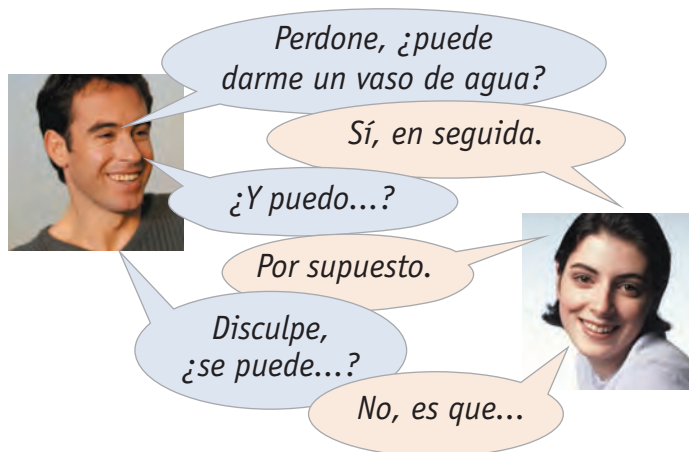 Perdone, ¿puede
darme un vaso de agua?
Sí, en seguida.
¿Y puedo...?
Por supuesto.
Disculpe,
¿se puede...?
No, es que...